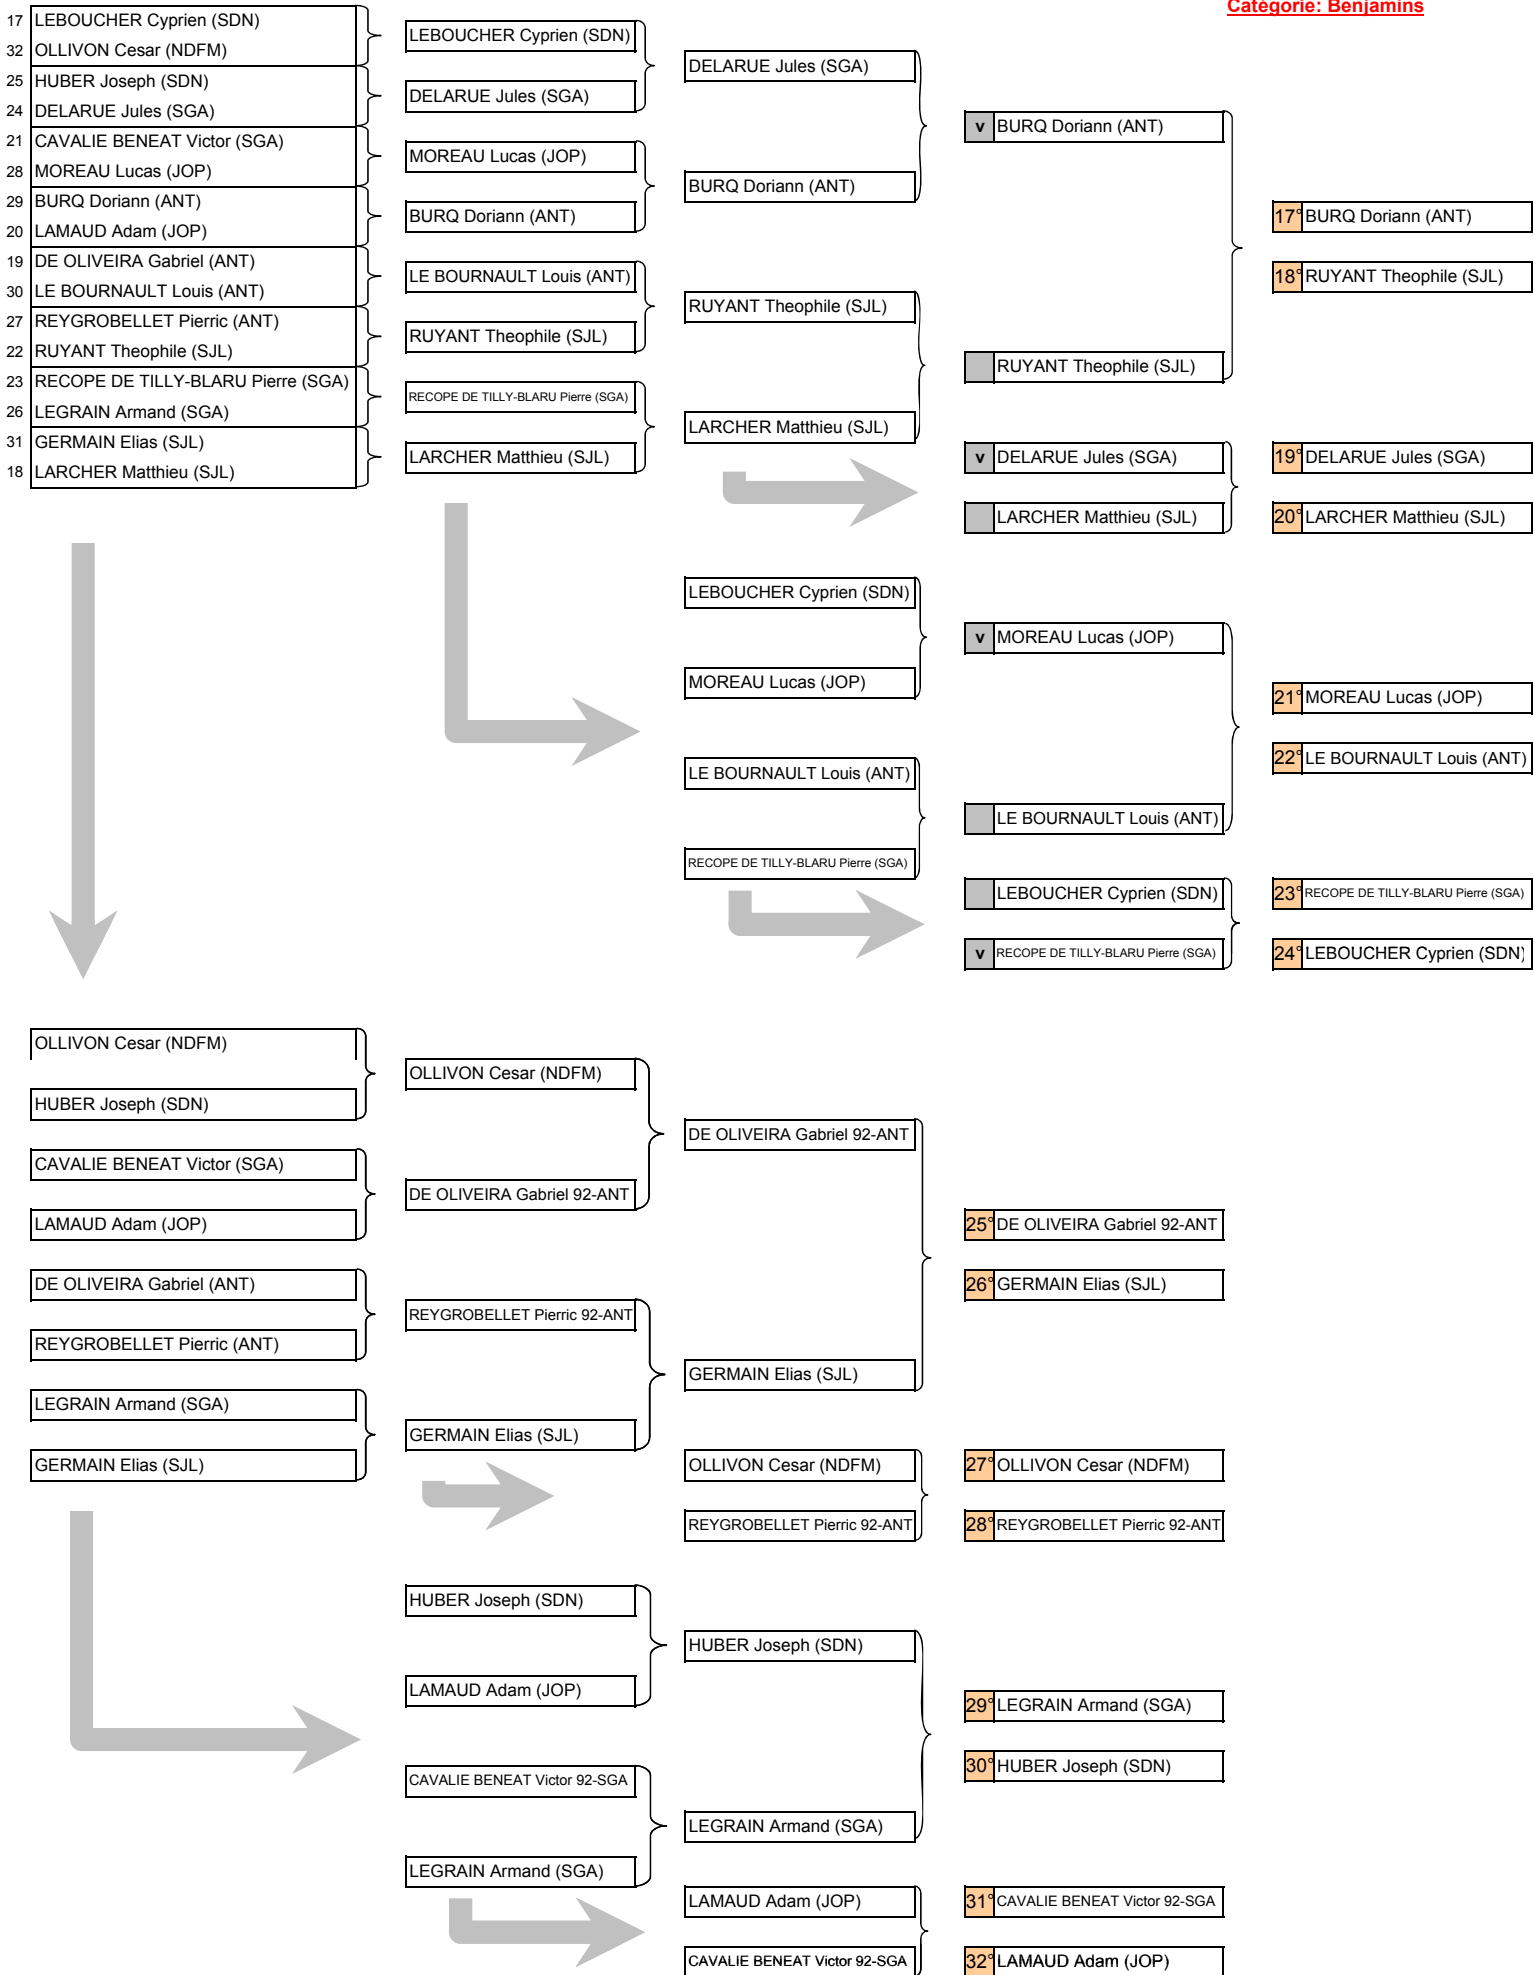 Catégorie: Benjamins
17 LEBOUCHER Cyprien (SDN)
32 OLLIVON Cesar (NDFM)
25 HUBER Joseph (SDN)
24 DELARUE Jules (SGA)
21 CAVALIE BENEAT Victor (SGA)
28 MOREAU Lucas (JOP)
29 BURQ Doriann (ANT)
20 LAMAUD Adam (JOP)
19 DE OLIVEIRA Gabriel (ANT)
30 LE BOURNAULT Louis (ANT)
27 REYGROBELLET Pierric (ANT)
22 RUYANT Theophile (SJL)
23 RECOPE DE TILLY-BLARU Pierre (SGA)
26 LEGRAIN Armand (SGA)
31 GERMAIN Elias (SJL)
18 LARCHER Matthieu (SJL)
LEBOUCHER Cyprien (SDN)
DELARUE Jules (SGA)
MOREAU Lucas (JOP)
BURQ Doriann (ANT)
LE BOURNAULT Louis (ANT)
RUYANT Theophile (SJL)
RECOPE DE TILLY-BLARU Pierre (SGA)
LARCHER Matthieu (SJL)
DELARUE Jules (SGA)
BURQ Doriann (ANT)
RUYANT Theophile (SJL)
LARCHER Matthieu (SJL)
v BURQ Doriann (ANT)
RUYANT Theophile (SJL)
v DELARUE Jules (SGA)
LARCHER Matthieu (SJL)
17° BURQ Doriann (ANT)
18° RUYANT Theophile (SJL)
19° DELARUE Jules (SGA)
20° LARCHER Matthieu (SJL)
LEBOUCHER Cyprien (SDN)
MOREAU Lucas (JOP)
LE BOURNAULT Louis (ANT)
RECOPE DE TILLY-BLARU Pierre (SGA)
v MOREAU Lucas (JOP)
LE BOURNAULT Louis (ANT)
LEBOUCHER Cyprien (SDN)
v RECOPE DE TILLY-BLARU Pierre (SGA)
21° MOREAU Lucas (JOP)
22° LE BOURNAULT Louis (ANT)
23° RECOPE DE TILLY-BLARU Pierre (SGA)
24° LEBOUCHER Cyprien (SDN)
OLLIVON Cesar (NDFM)
HUBER Joseph (SDN)
CAVALIE BENEAT Victor (SGA)
LAMAUD Adam (JOP)
DE OLIVEIRA Gabriel (ANT)
REYGROBELLET Pierric (ANT)
LEGRAIN Armand (SGA)
GERMAIN Elias (SJL)
OLLIVON Cesar (NDFM)
DE OLIVEIRA Gabriel 92-ANT
REYGROBELLET Pierric 92-ANT
GERMAIN Elias (SJL)
DE OLIVEIRA Gabriel 92-ANT
GERMAIN Elias (SJL)
OLLIVON Cesar (NDFM)
REYGROBELLET Pierric 92-ANT
25° DE OLIVEIRA Gabriel 92-ANT
26° GERMAIN Elias (SJL)
27° OLLIVON Cesar (NDFM)
28° REYGROBELLET Pierric 92-ANT
HUBER Joseph (SDN)
LAMAUD Adam (JOP)
CAVALIE BENEAT Victor 92-SGA
LEGRAIN Armand (SGA)
HUBER Joseph (SDN)
LEGRAIN Armand (SGA)
LAMAUD Adam (JOP)
CAVALIE BENEAT Victor 92-SGA
29° LEGRAIN Armand (SGA)
30° HUBER Joseph (SDN)
31° CAVALIE BENEAT Victor 92-SGA
32° LAMAUD Adam (JOP)